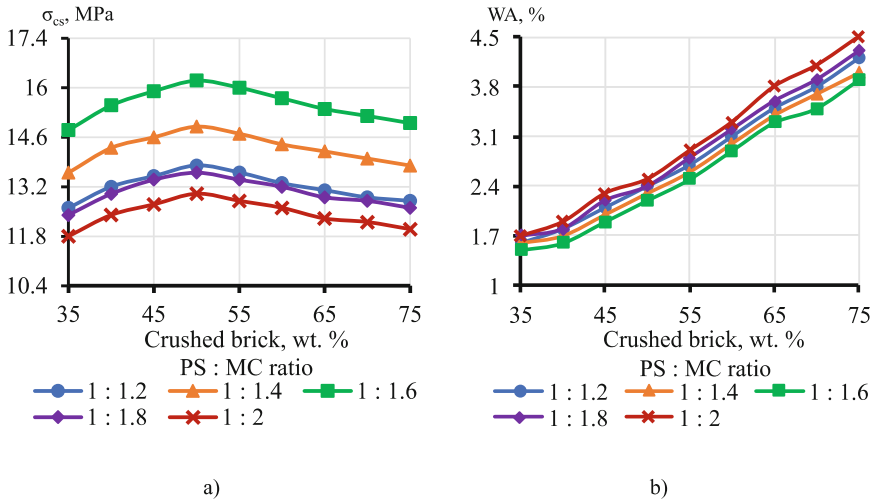 σcs, MPa
17.4
16
14.6
13.2
11.8
10.4
35 45 55 65 75
Crushed brick, wt. %
PS : MC ratio
1 : 1.2 1 : 1.4 1 : 1.6
1 : 1.8 1 : 2
a)
WA, %
4.5
3.8
3.1
2.4
1.7
1
35 45 55 65 75
Crushed brick, wt. %
PS : MC ratio
1 : 1.2 1 : 1.4 1 : 1.6
1 : 1.8 1 : 2
b)